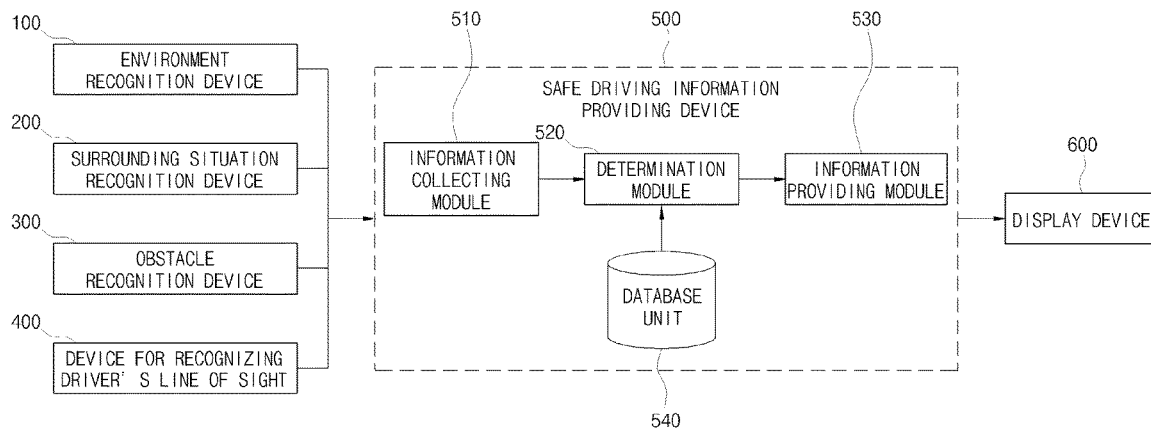 100
ENVIRONMENT
RECOGNITION DEVICE
200
SURROUNDING SITUATION
RECOGNITION DEVICE
300
OBSTACLE
RECOGNITION DEVICE
400
DEVICE FOR RECOGNIZING
DRIVER'S LINE OF SIGHT
510
500
530
SAFE DRIVING INFORMATION
PROVIDING DEVICE
520
INFORMATION
COLLECTING
MODULE
DETERMINATION
MODULE
INFORMATION
PROVIDING MODULE
DATABASE
UNIT
540
600
DISPLAY DEVICE